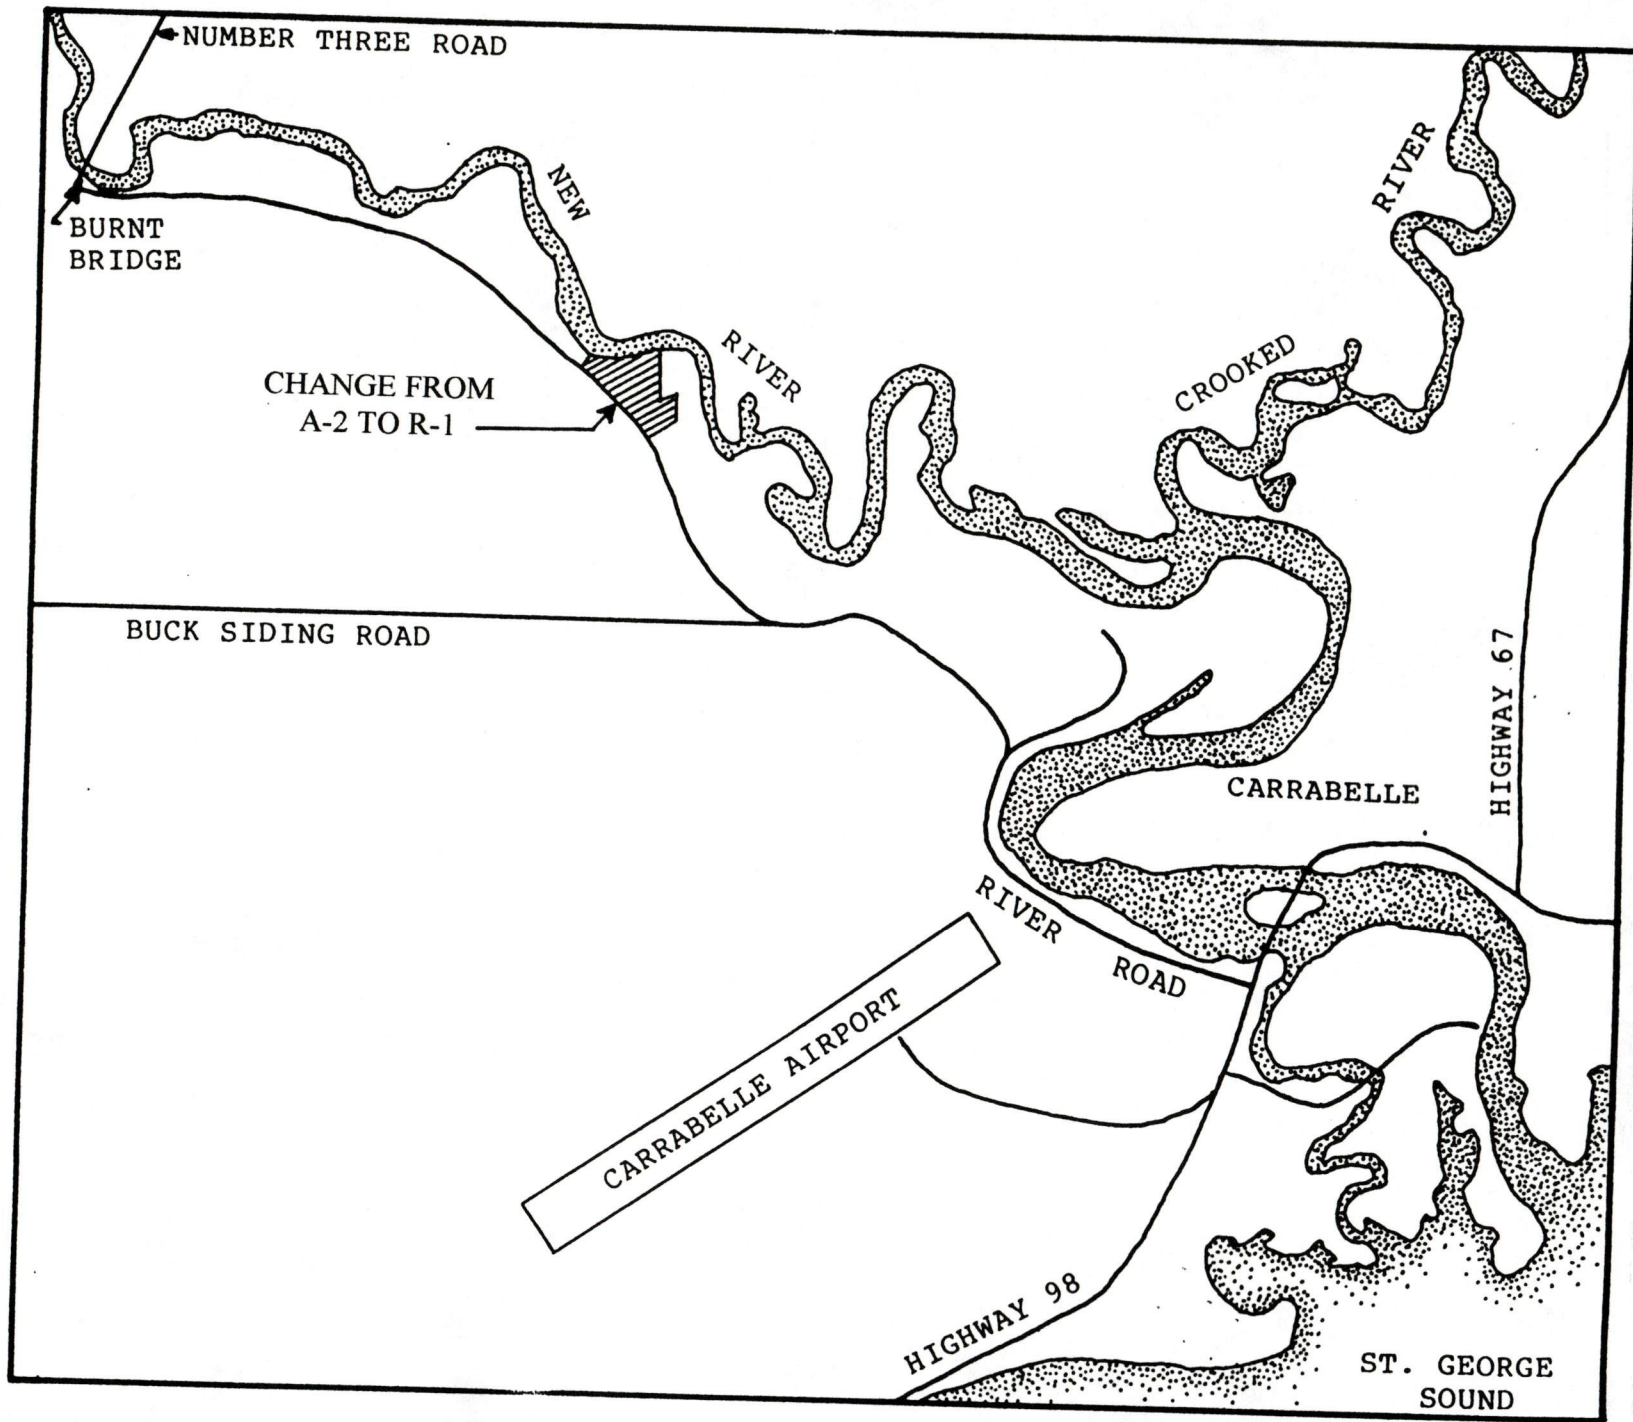 NUMBER THREE ROAD
BURNT
BRIDGE
NEW
RIVER
CROOKED
RIVER
CHANGE FROM
A-2 TO R-1
BUCK SIDING ROAD
HIGHWAY 67
CARRABELLE
RIVER
ROAD
CARRABELLE AIRPORT
HIGHWAY 98
ST. GEORGE
SOUND